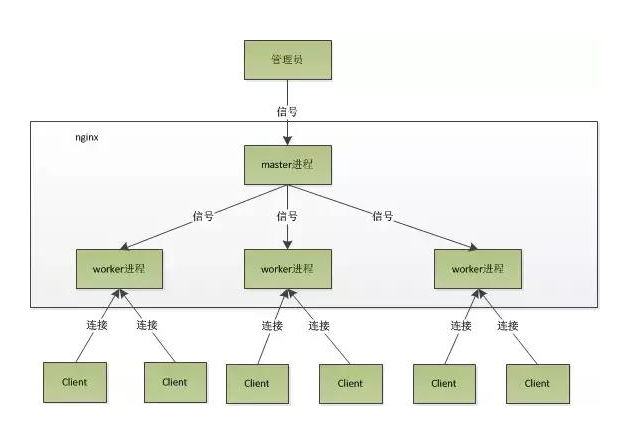 管理员
信号
nginx
master进程
信号
信号
信号
worker进程
worker进程
worker进程
连接
连接
连接
连接
连接
连接
Client
Client
Client
Client
Client
Client